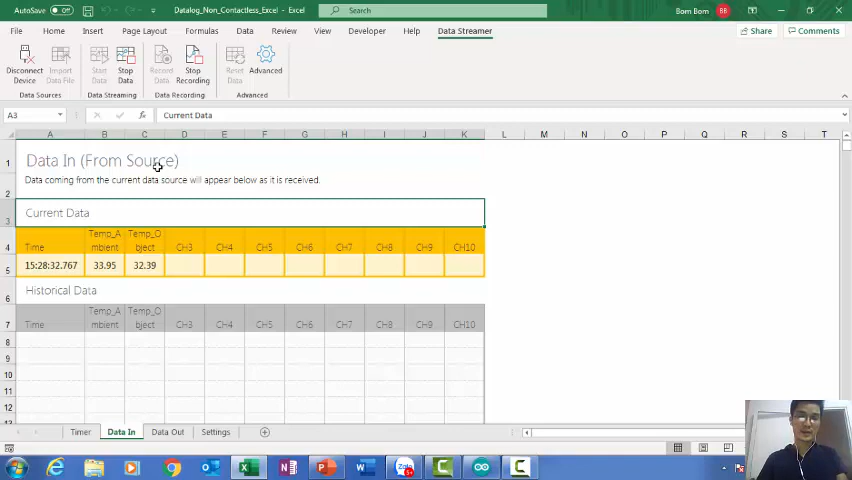 AutoSave Off
Datalog_Non_Contactless_Excel - Excel
Search
Bom Bom
BB
File Home Insert Page Layout Formulas Data Review View Developer Help Data Streamer
Share Comments
Disconnect Device
Import Data File
Start Data
Stop Data
Record Data
Stop Recording
Reset Data
Advanced
Data Sources Data Streaming Data Recording Advanced
A3 fx Current Data
A B C D E F G H I J K L M N O P Q R S T
1 Data In (From Source)
2 Data coming from the current data source will appear below as it is received.
3 Current Data
4 Time Temp_Ambient Temp_Object CH3 CH4 CH5 CH6 CH7 CH8 CH9 CH10
5 15:28:32.767 33.95 32.39
6 Historical Data
7 Time Temp_Ambient Temp_Object CH3 CH4 CH5 CH6 CH7 CH8 CH9 CH10
8
9
10
11
12
Timer Data In Data Out Settings
Zalo 5+